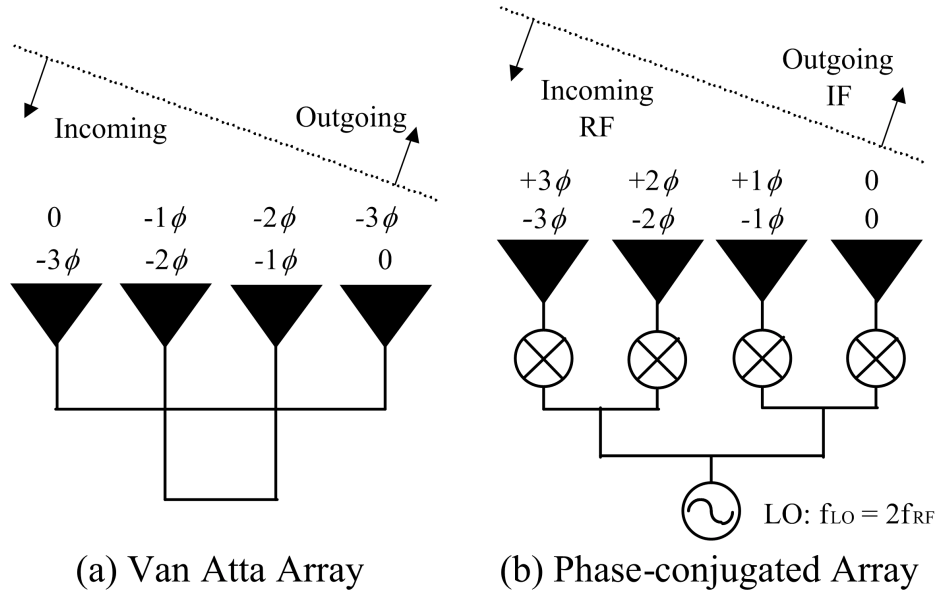 Incoming
Outgoing
0 -1ϕ -2ϕ -3ϕ
-3ϕ -2ϕ -1ϕ 0
(a) Van Atta Array
Incoming
RF
Outgoing
IF
+3ϕ +2ϕ +1ϕ 0
-3ϕ -2ϕ -1ϕ 0
LO: fLO = 2fRF
(b) Phase-conjugated Array